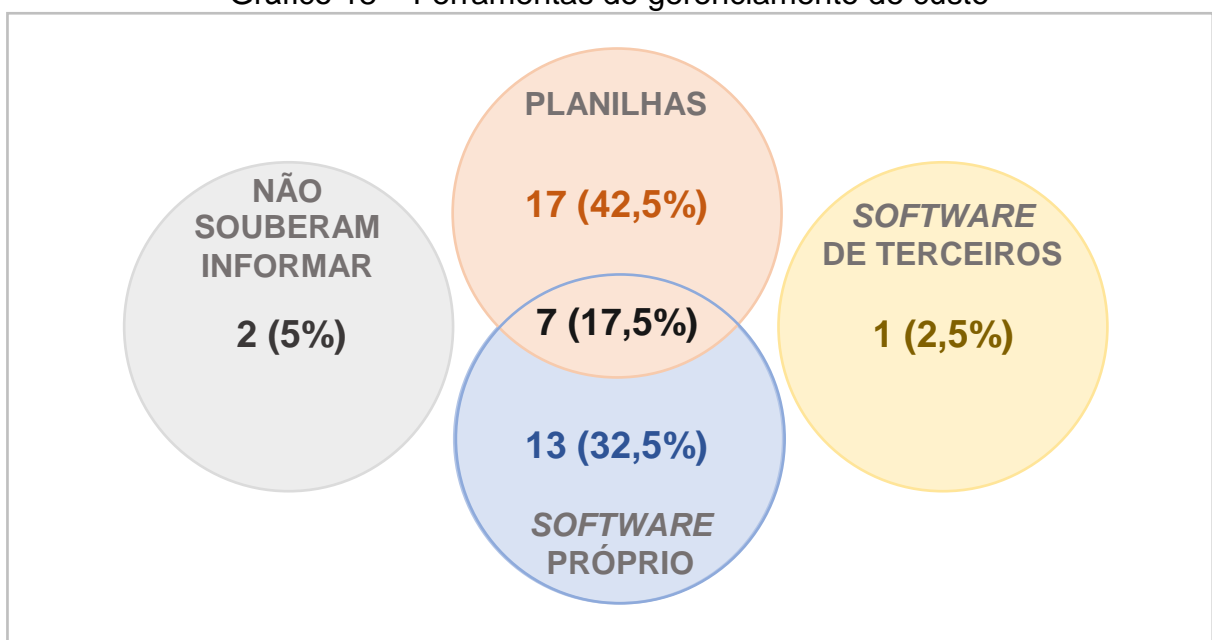 PLANILHAS
17 (42,5%)
NÃO
SOUBERAM
INFORMAR
2 (5%)
7 (17,5%)
SOFTWARE
DE TERCEIROS
1 (2,5%)
13 (32,5%)
SOFTWARE
PRÓPRIO